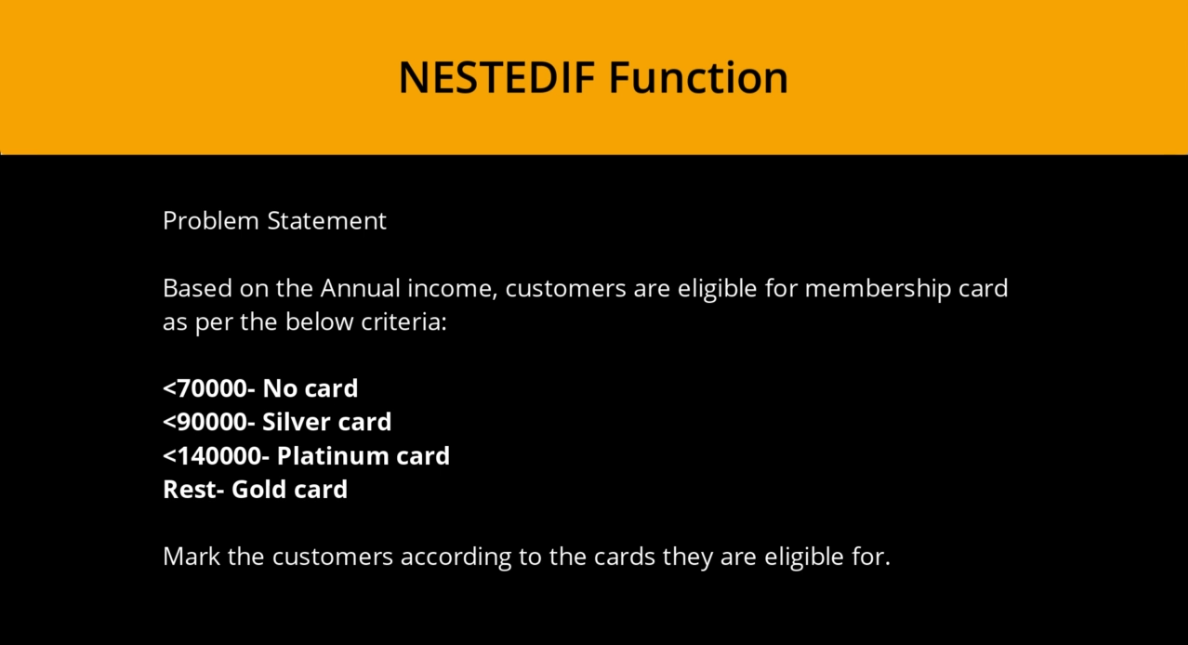 NESTEDIF Function
Problem Statement
Based on the Annual income, customers are eligible for membership card
as per the below criteria:
<70000- No card
<90000- Silver card
<140000- Platinum card
Rest- Gold card
Mark the customers according to the cards they are eligible for.